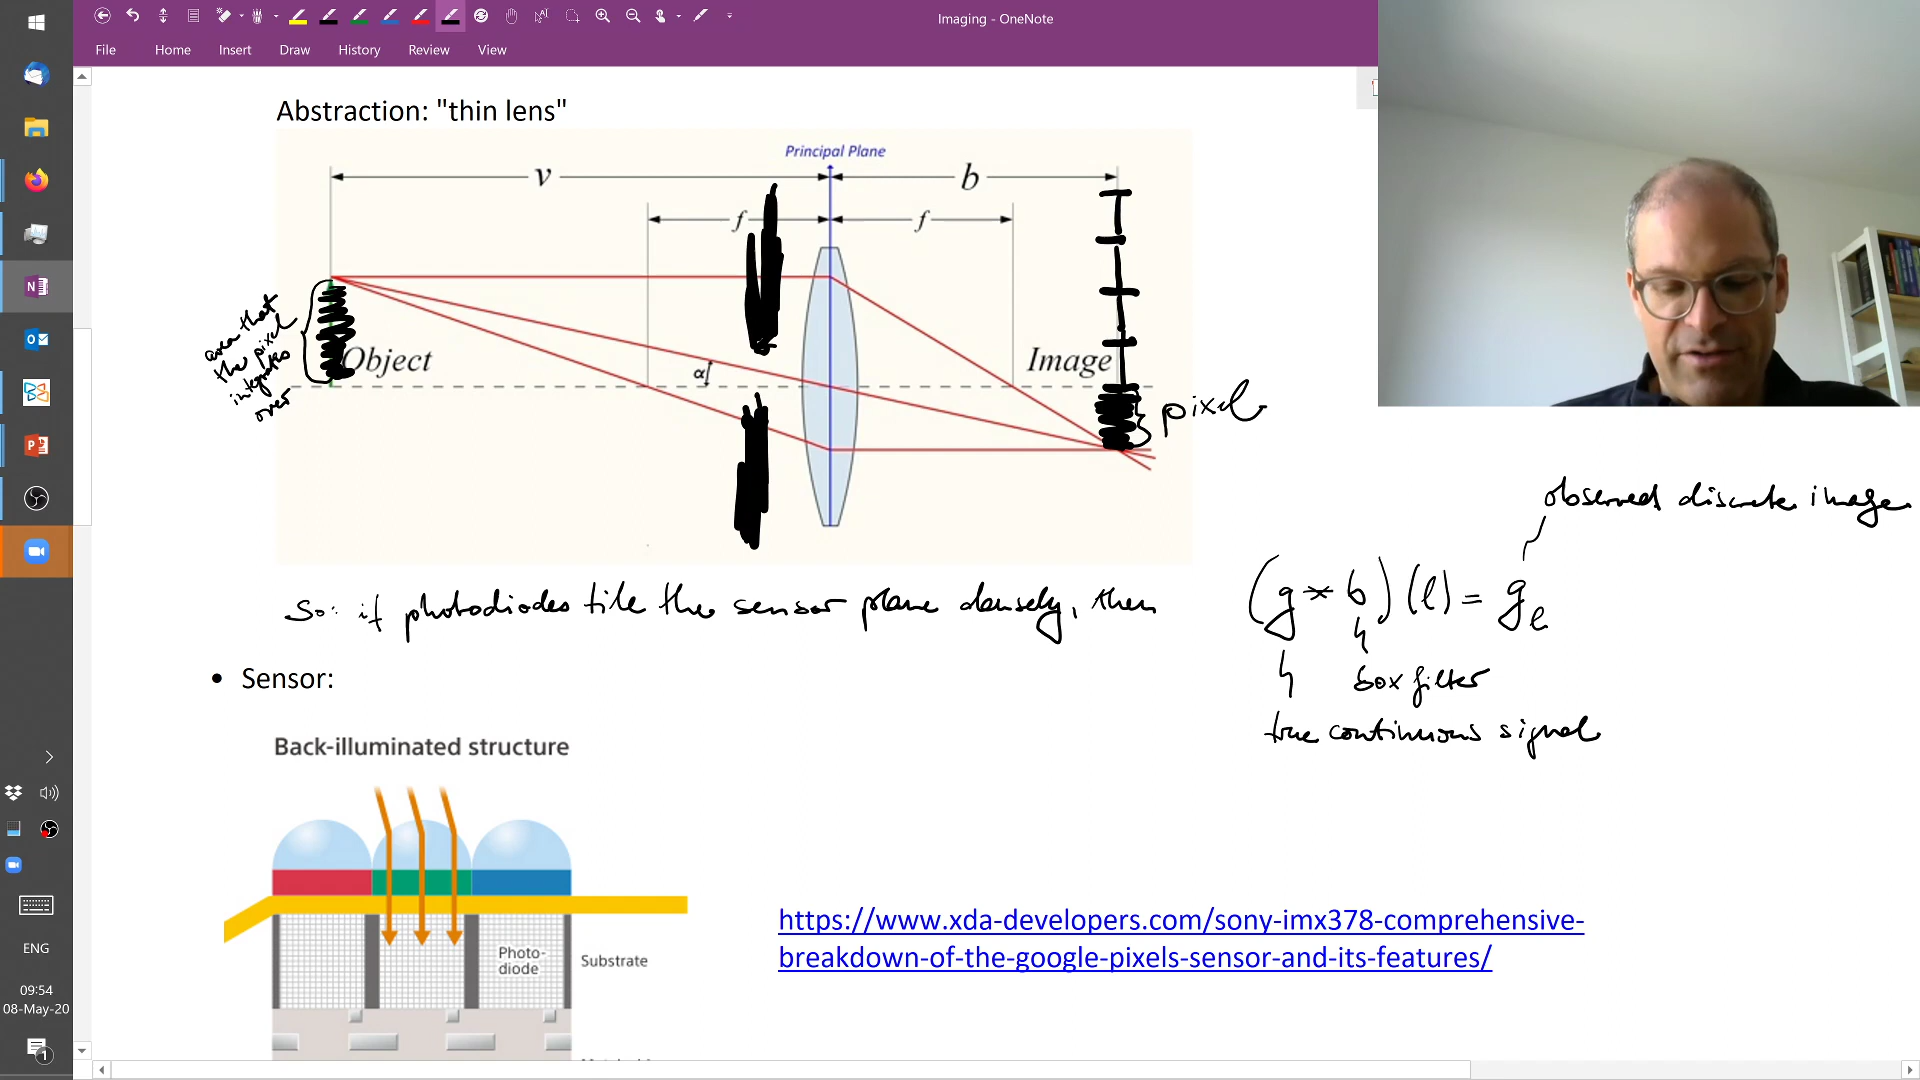 Imaging - OneNote
File Home Insert Draw History Review View
Abstraction: "thin lens"
Principal Plane
v
b
f
f
α
Object
Image
area that
the pixel
integrates
over
pixel
observed discrete image
So: if photodiodes tile the sensor plane densely, then
(g * b)(l) = g_l
box filter
true continuous signal
• Sensor:
Back-illuminated structure
Photo-
diode
Substrate
https://www.xda-developers.com/sony-imx378-comprehensive-
breakdown-of-the-google-pixels-sensor-and-its-features/
ENG
09:54
08-May-20
1